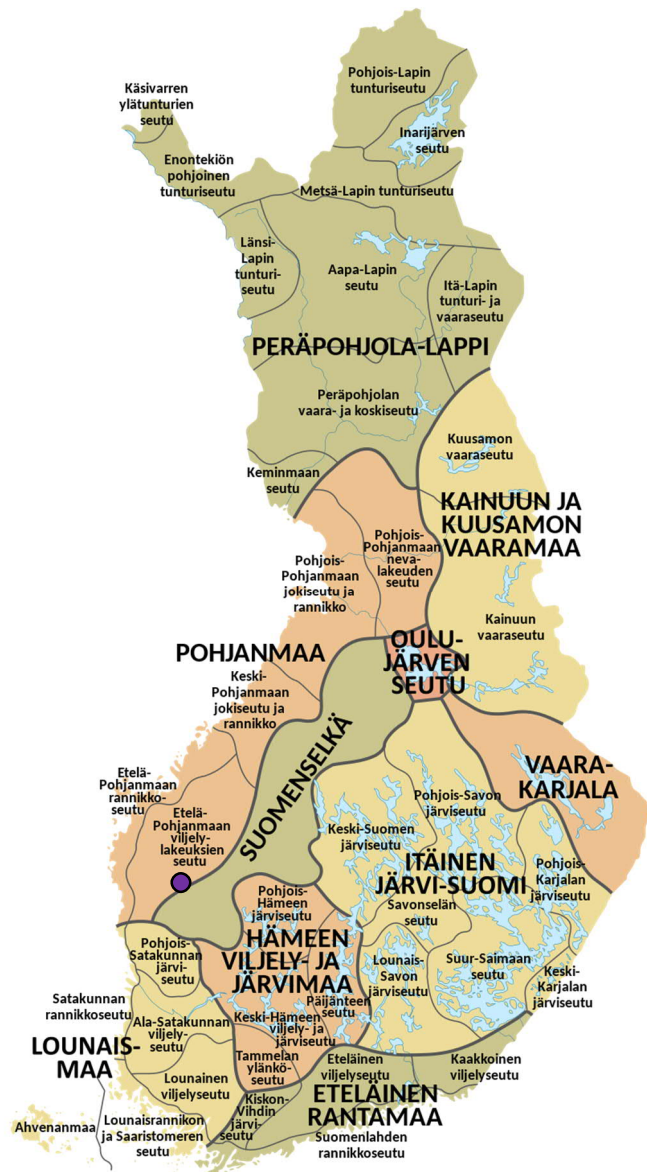 Pohjois-Lapin
tunturiseutu
Käsivarren
ylätunturien
seutu
Inarijärven
seutu
Enontekiön
pohjoinen
tunturiseutu
Metsä-Lapin tunturiseutu
Länsi-
Lapin
tunturi-
seutu
Aapa-Lapin
seutu
Itä-Lapin
tunturi- ja
vaaraseutu
PERÄPOHJOLA-LAPPI
Peräpohjolan
vaara- ja koskiseutu
Kuusamon
vaaraseutu
Keminmaan
seutu
KAINUUN JA
KUUSAMON
VAARAMAA
Pohjois-
Pohjanmaan
neva-
lakeuden
seutu
Pohjois-
Pohjanmaan
jokiseutu ja
rannikko
Kainuun
vaaraseutu
OULU-
JÄRVEN
SEUTU
POHJANMAA
Keski-
Pohjanmaan
jokiseutu ja
rannikko
SUOMENSELKÄ
VAARA-
KARJALA
Etelä-
Pohjanmaan
rannikko-
seutu
Etelä-
Pohjanmaan
viljely-
lakeuksien
seutu
Pohjois-Savon
järviseutu
Keski-Suomen
järviseutu
ITÄINEN
JÄRVI-SUOMI
Pohjois-
Karjalan
järviseutu
Savonselän
seutu
Pohjois-
Hämeen
järviseutu
HÄMEEN
VILJELY- JA
JÄRVIMAA
Pohjois-
Satakunnan
järvi-
seutu
Lounais-
Savon
järviseutu
Suur-Saimaan
seutu
Keski-
Karjalan
järviseutu
Satakunnan
rannikkoseutu
Ala-Satakunnan
viljely-
seutu
Päijänteen
seutu
Keski-Hämeen
viljely- ja
järviseutu
LOUNAIS-
MAA
Tammelan
ylänkö-
seutu
Eteläinen
viljelyseutu
Kaakkoinen
viljelyseutu
Lounainen
viljelyseutu
Kiskon-
Vihdin
järvi-
seutu
ETELÄINEN
RANTAMAA
Suomenlahden
rannikkoseutu
Ahvenanmaa
Lounaisrannikon
ja Saaristomeren
seutu